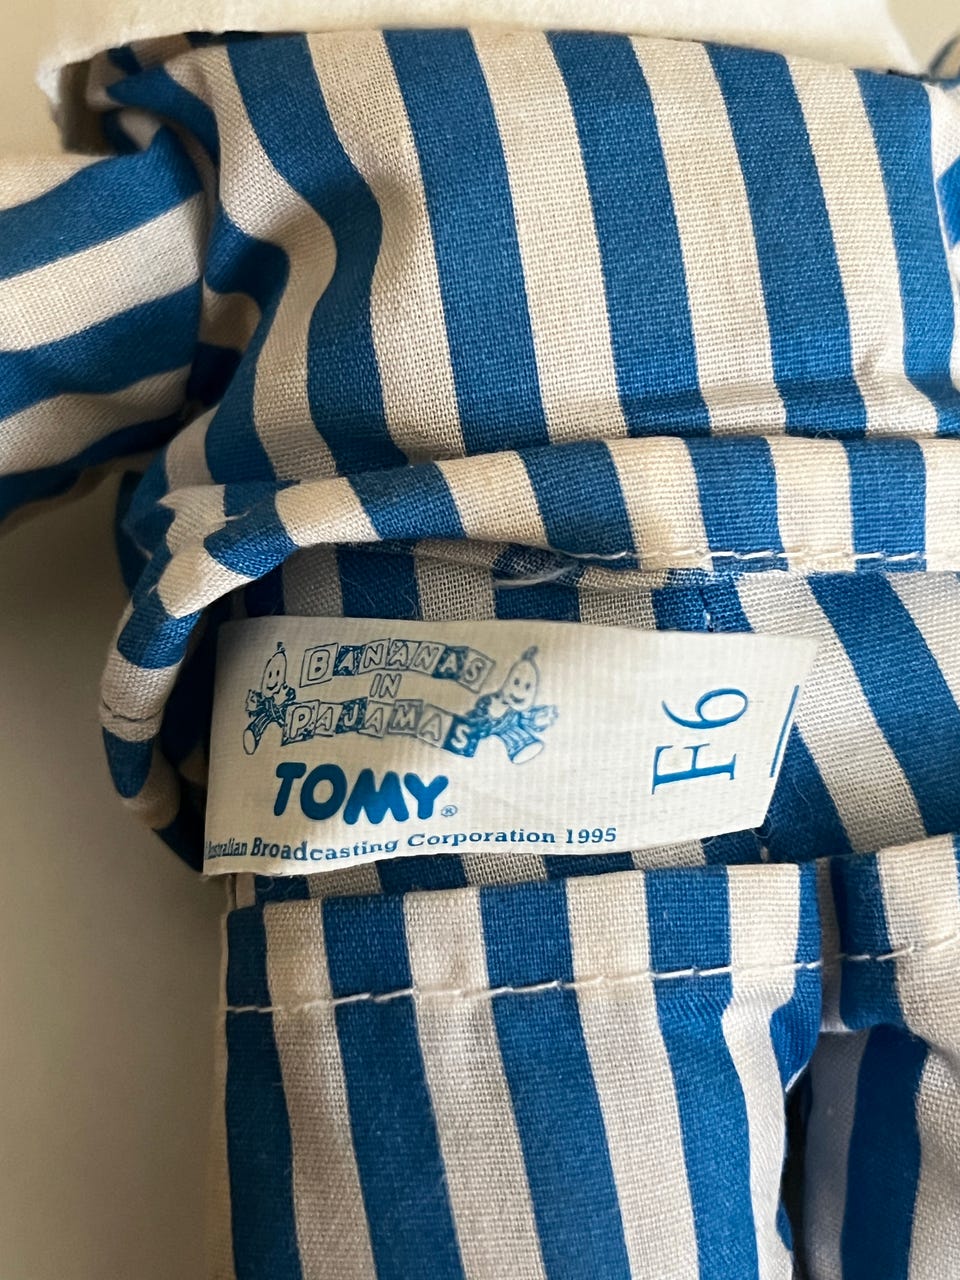 BANANAS
IN
PAJAMAS
TOMY®
Australian Broadcasting Corporation 1995
F6